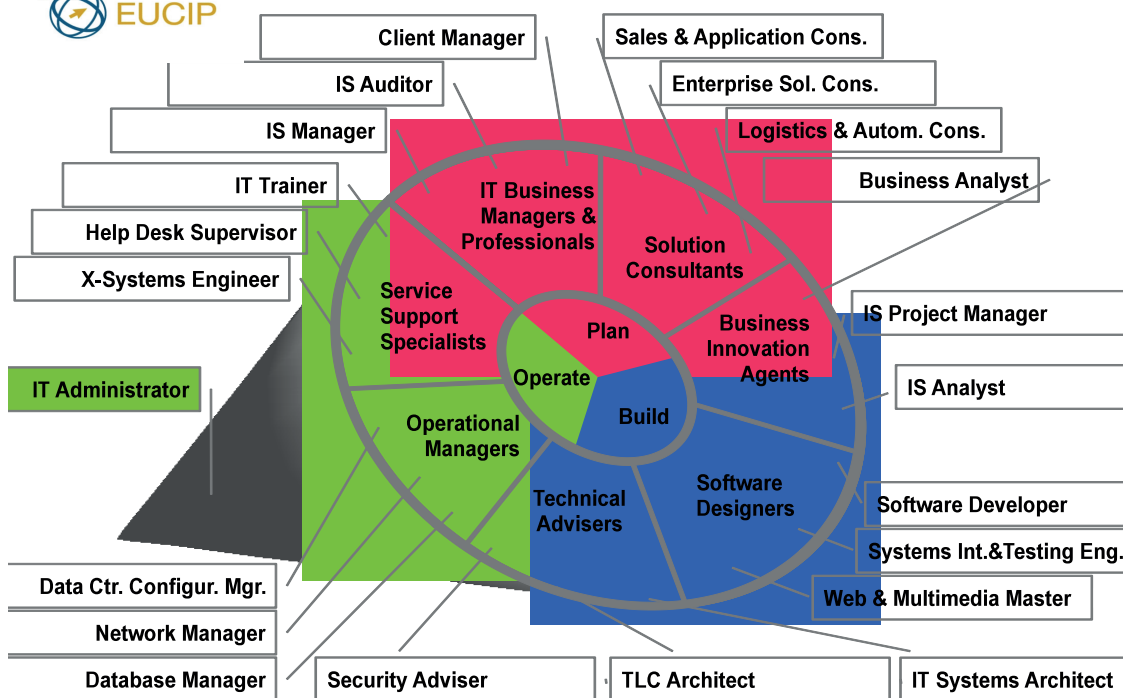 EUCIP
Client Manager
Sales & Application Cons.
IS Auditor
Enterprise Sol. Cons.
IS Manager
Logistics & Autom. Cons.
IT Trainer
Business Analyst
Help Desk Supervisor
X-Systems Engineer
IT Business
Managers &
Professionals
Solution
Consultants
Service
Support
Specialists
Plan
Business
Innovation
Agents
IS Project Manager
IT Administrator
Operate
IS Analyst
Build
Operational
Managers
Technical
Advisers
Software
Designers
Software Developer
Systems Int.&Testing Eng.
Data Ctr. Configur. Mgr.
Web & Multimedia Master
Network Manager
Database Manager
Security Adviser
TLC Architect
IT Systems Architect